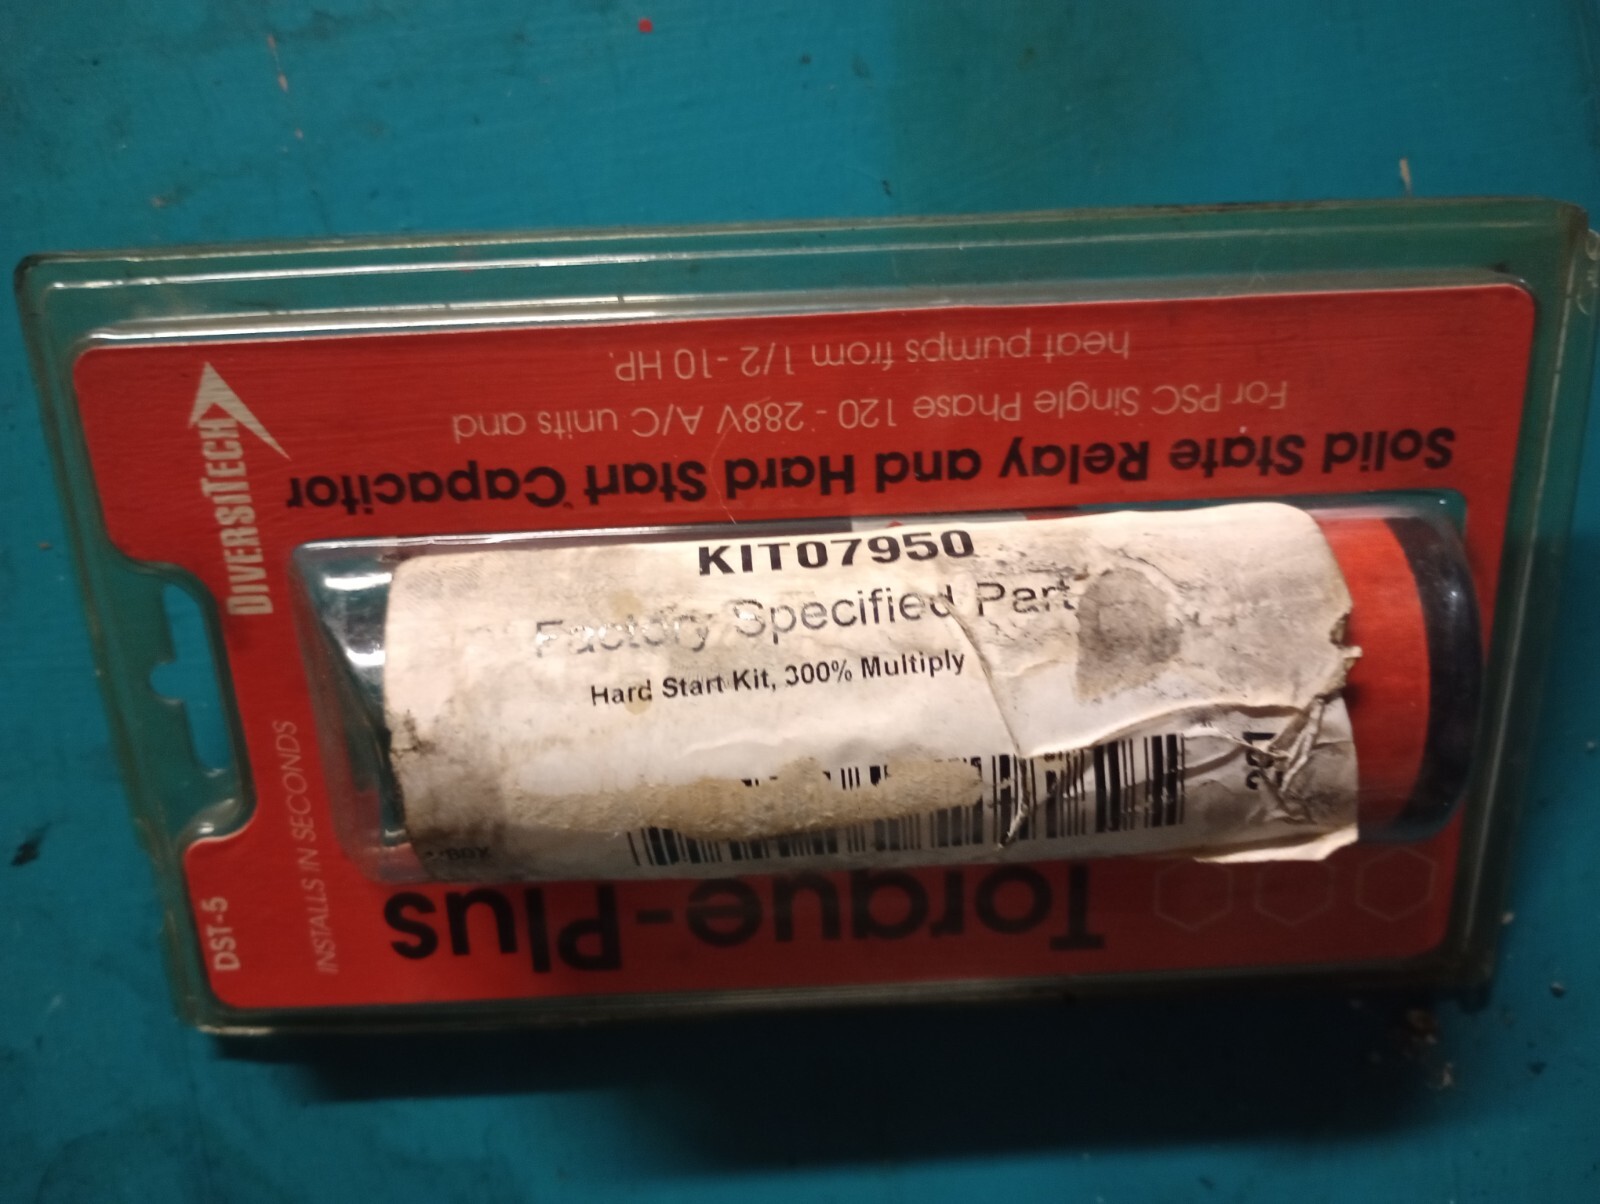 KIT07950
Factory Specified Part
Hard Start Kit, 300% Multiply
Torque-Plus
Solid State Relay and Hard Start Capacitor
For PSC Single Phase 120 - 288V A/C units and
heat pumps from 1/2 -10 HP.
DIVERSITECH
INSTALLS IN SECONDS
DST-5